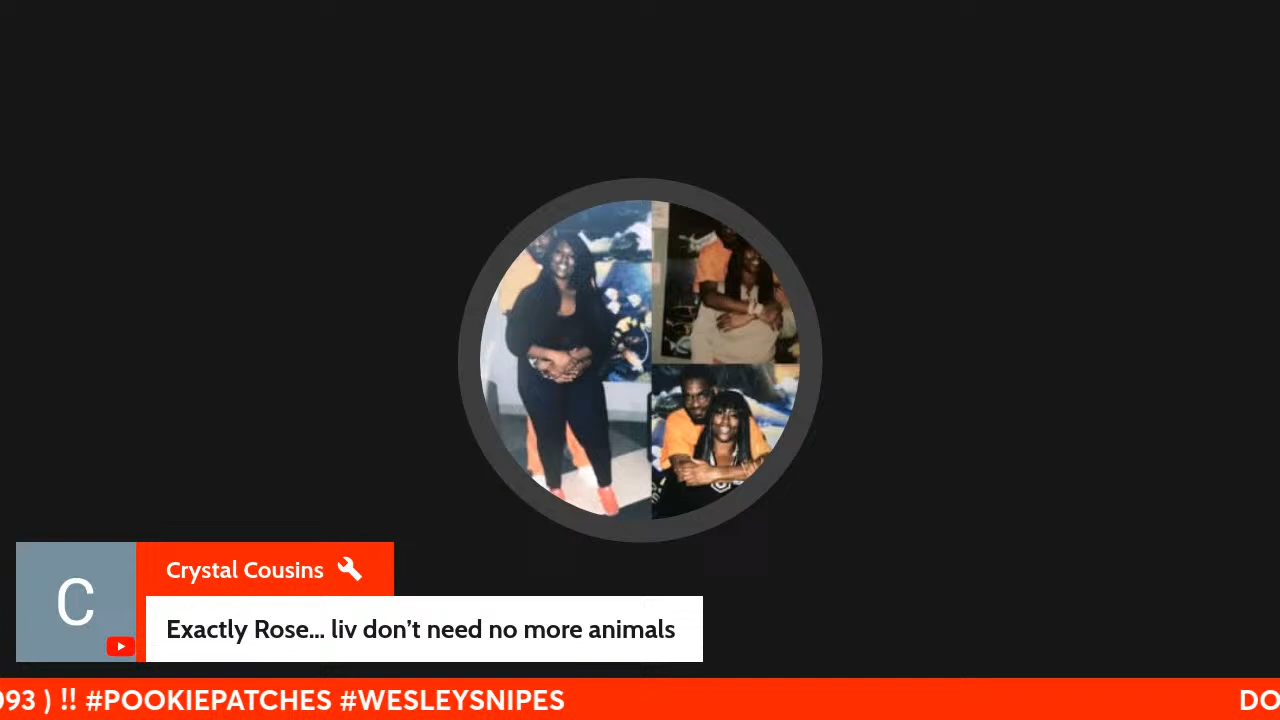 C
Crystal Cousins
Exactly Rose... liv don't need no more animals
093 ) !! #POOKIEPATCHES #WESLEYSNIPES DO